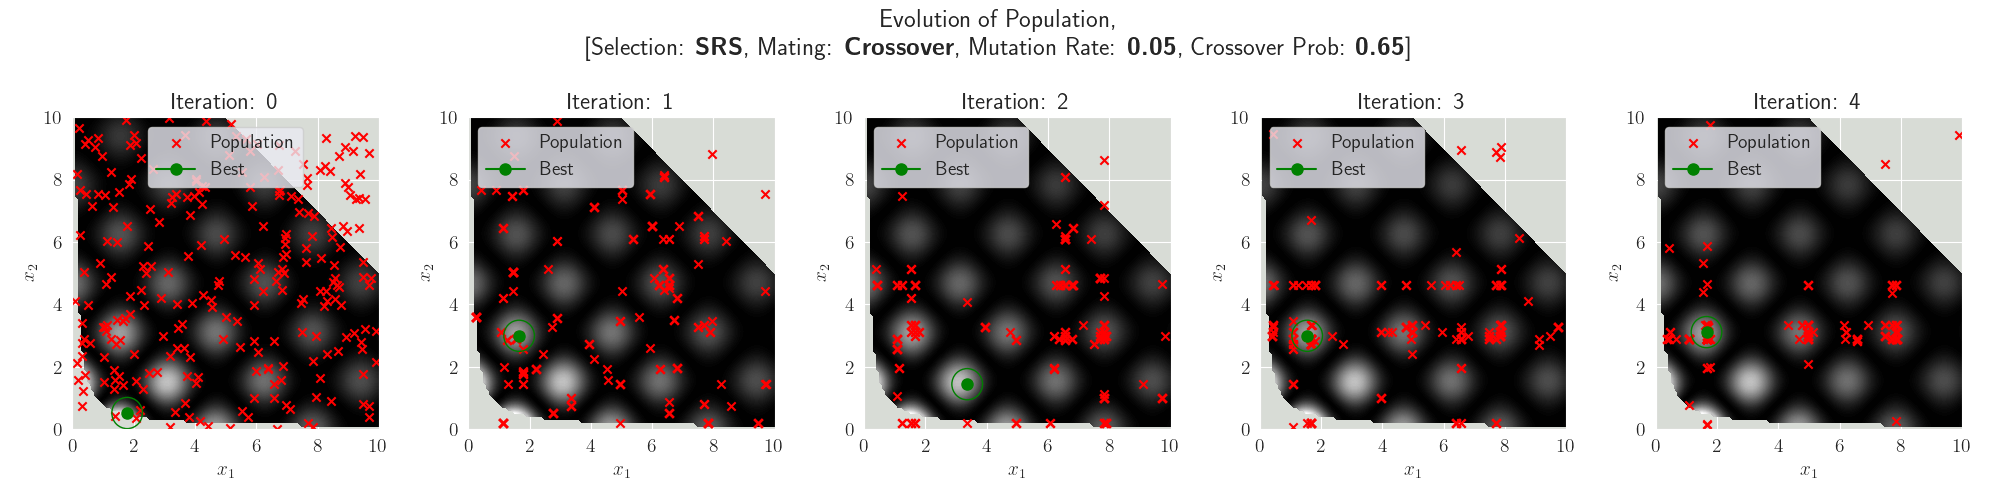 Evolution of Population,
[Selection: SRS, Mating: Crossover, Mutation Rate: 0.05, Crossover Prob: 0.65]
Iteration: 0
Population
Best
10
8
6
4
2
0
x2
0 2 4 6 8 10
x1
Iteration: 1
Population
Best
10
8
6
4
2
0
x2
0 2 4 6 8 10
x1
Iteration: 2
Population
Best
10
8
6
4
2
0
x2
0 2 4 6 8 10
x1
Iteration: 3
Population
Best
10
8
6
4
2
0
x2
0 2 4 6 8 10
x1
Iteration: 4
Population
Best
10
8
6
4
2
0
x2
0 2 4 6 8 10
x1